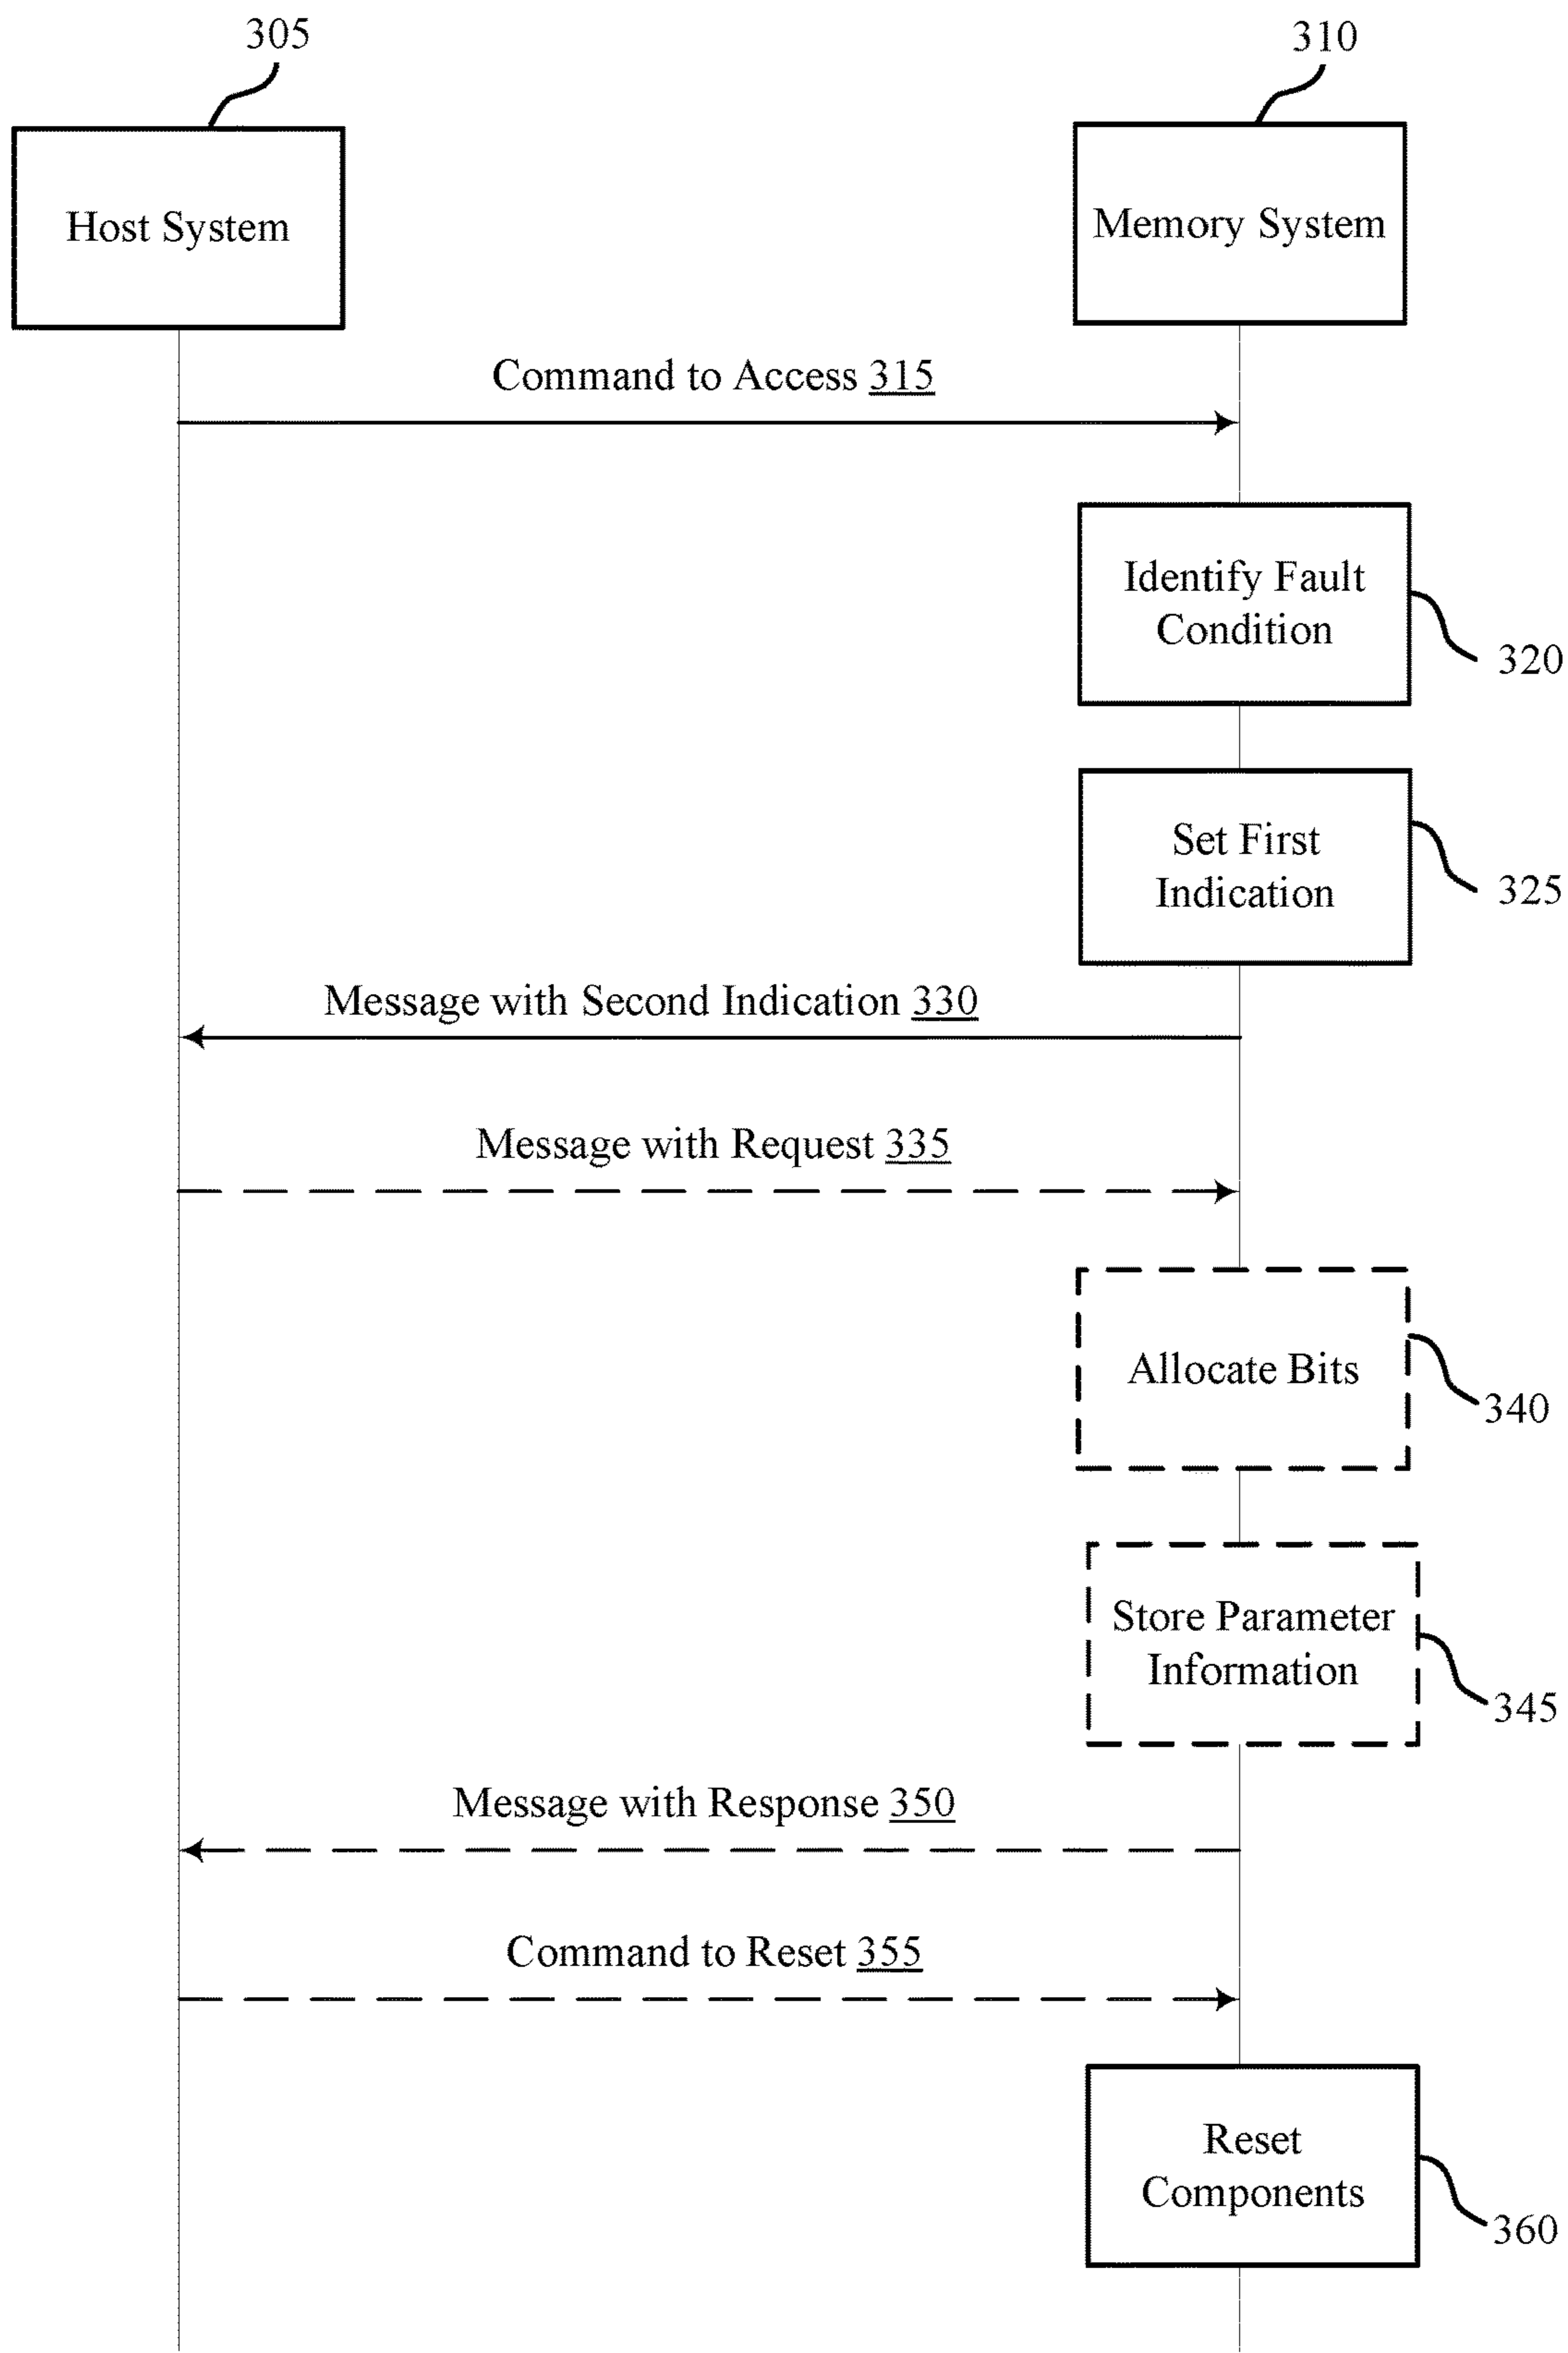 305
310
Host System
Memory System
Command to Access 315
Identify Fault
Condition
320
Set First
Indication
325
Message with Second Indication 330
Message with Request 335
Allocate Bits
340
Store Parameter
Information
345
Message with Response 350
Command to Reset 355
Reset
Components
360